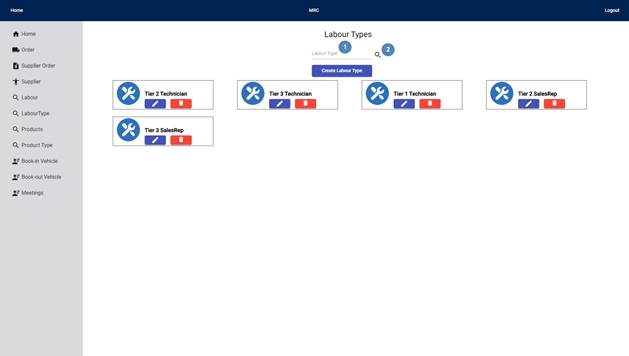 Home MRC Logout
Home
Order
Supplier Order
Supplier
Labour
LabourType
Products
Product Type
Book-in Vehicle
Book-out Vehicle
Meetings
Labour Types
Labour Type 1 2
Create Labour Type
Tier 2 Technician Tier 3 Technician Tier 1 Technician Tier 2 SalesRep
Tier 3 SalesRep